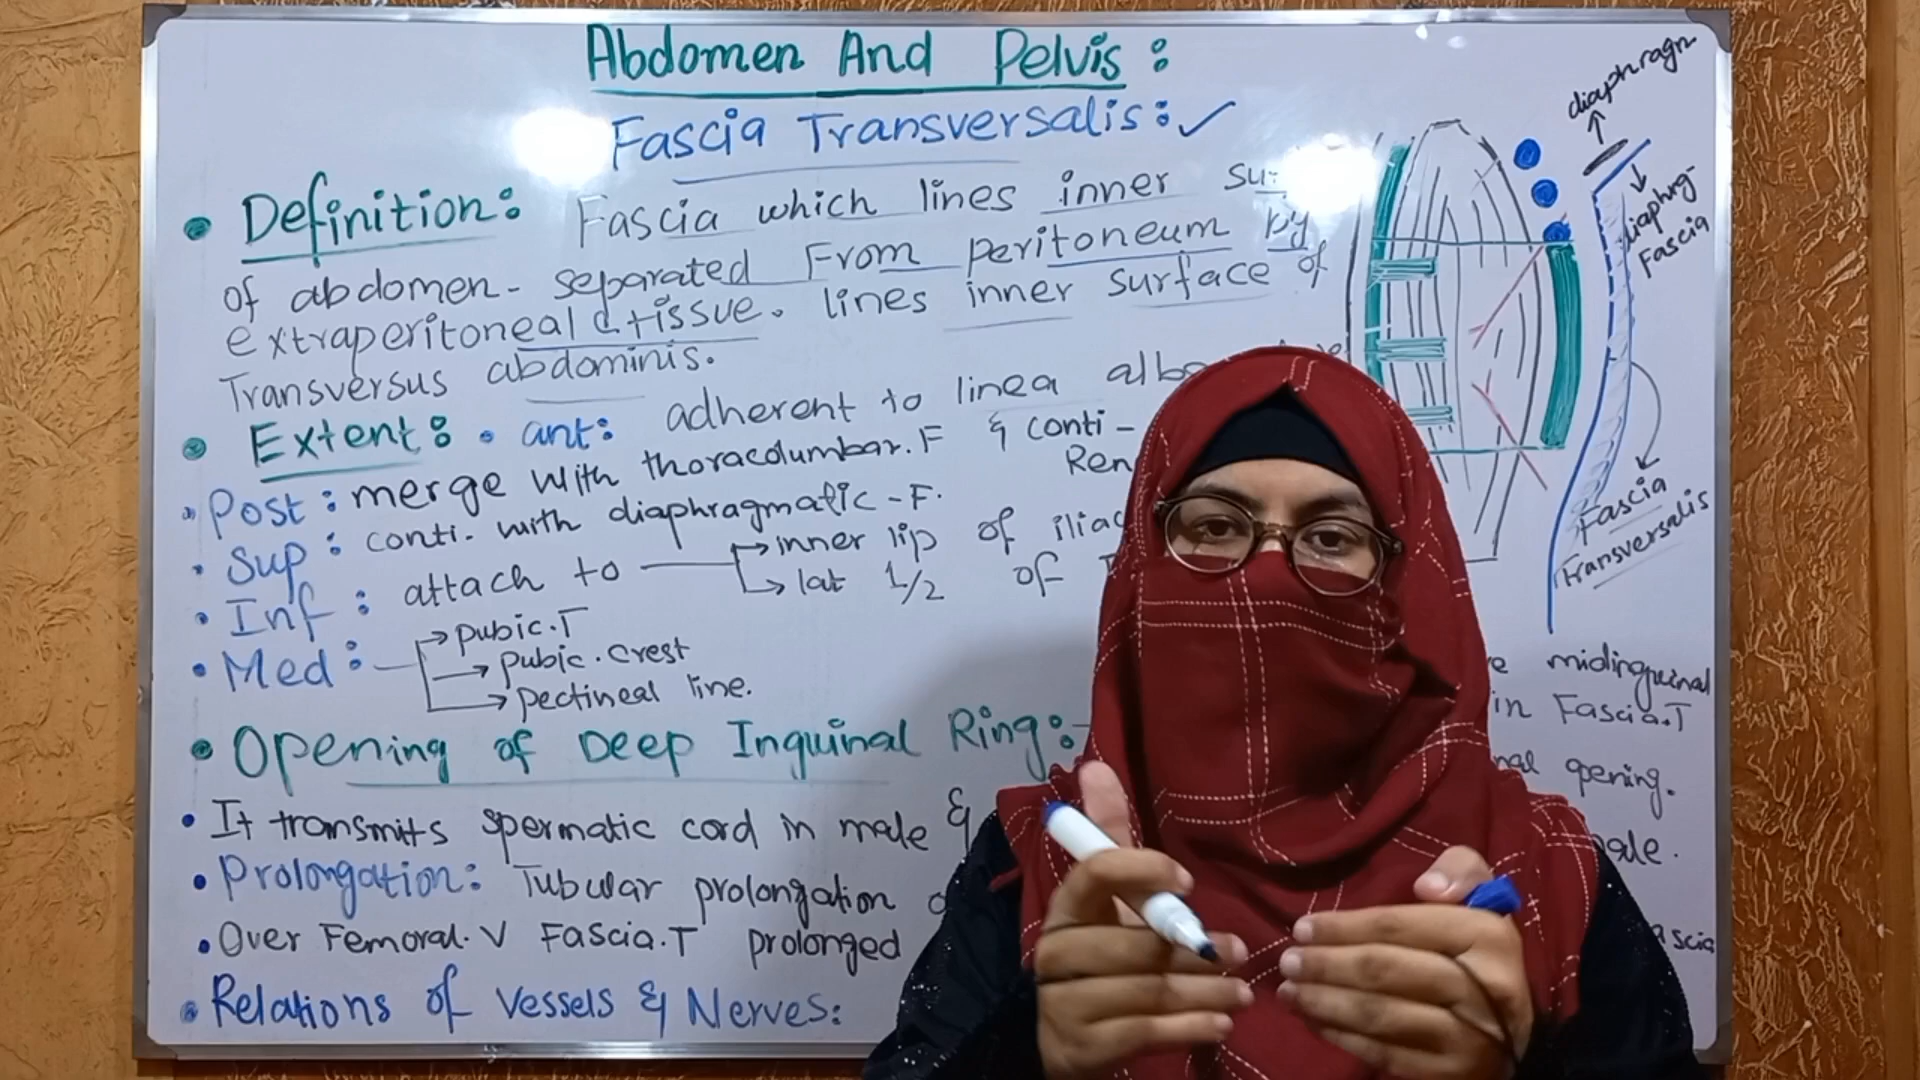 Abdomen And Pelvis:
Fascia Transversalis:✓
• Definition: Fascia which lines inner
of abdomen - separated From peritoneum by
extraperitoneal C tissue. lines inner surface of
Transversus abdominis.
• Extent: • ant: adherent to linea
• Post: merge with thoracolumbar.F & conti-
• Sup: conti. with diaphragmatic -F.
• Inf: attach to → inner lip of
→ lat 1/2 of
• Med: → pubic.T
→ pubic.crest
→ pectineal line.
• Opening of Deep Inguinal Ring:-
midinguinal
in Fascia.T
opening.
• It transmits spermatic cord in male &
• Prolongation: Tubular prolongation
• Over Femoral.V Fascia.T prolonged
• Relations of Vessels & Nerves:
diaphragm
diaphrg-
Fascia
Fascia
Transversalis